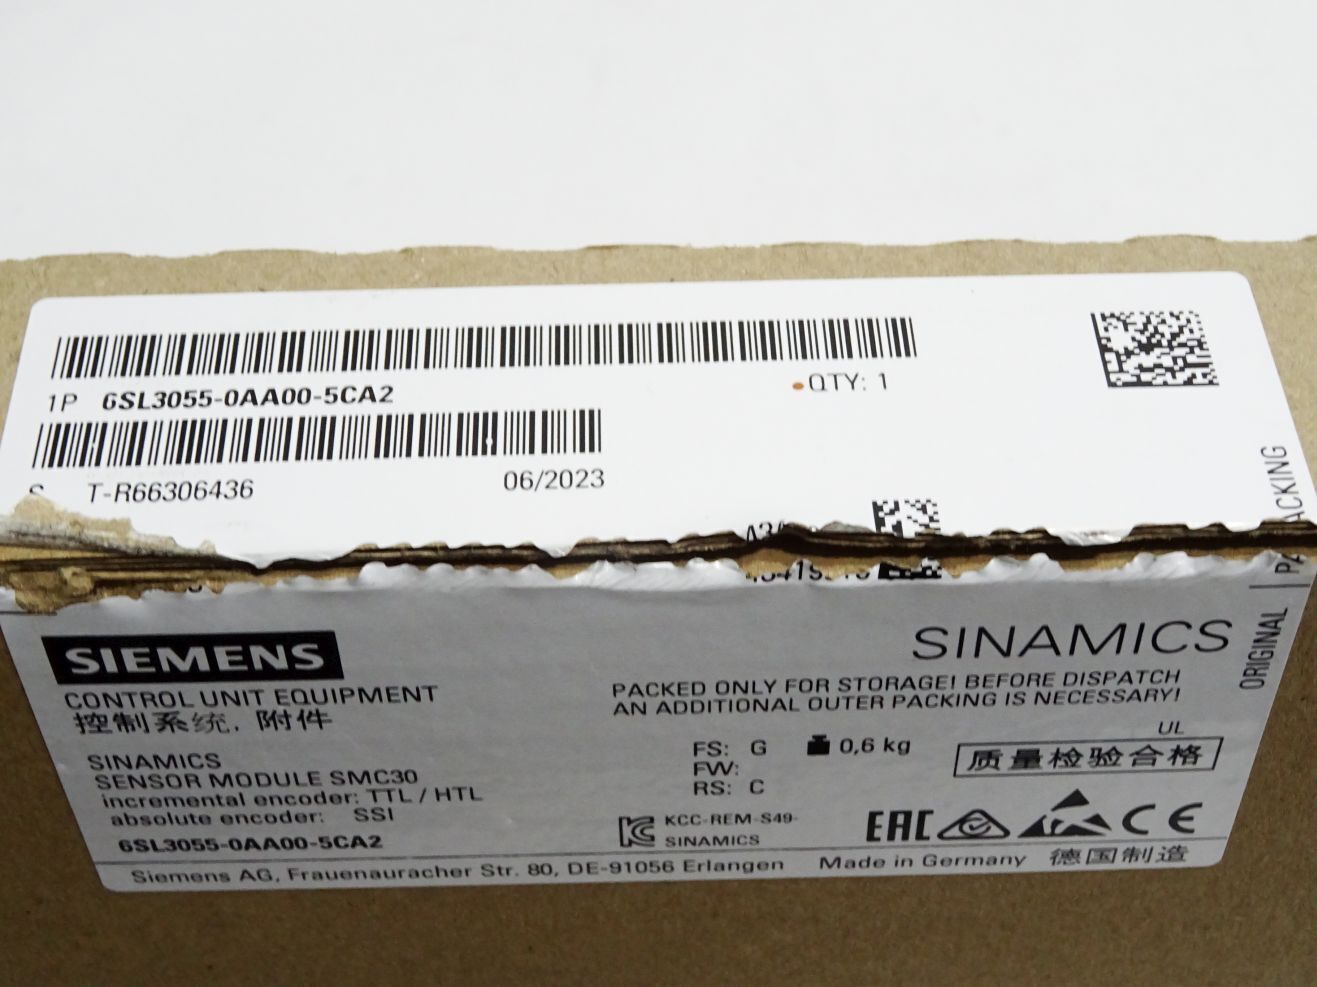 1P 6SL3055-0AA00-5CA2
QTY: 1
S T-R66306436
06/2023
ORIGINAL PACKING
SIEMENS
SINAMICS
CONTROL UNIT EQUIPMENT
控制系统, 附件
PACKED ONLY FOR STORAGE! BEFORE DISPATCH
AN ADDITIONAL OUTER PACKING IS NECESSARY!
SINAMICS
SENSOR MODULE SMC30
incremental encoder: TTL / HTL
absolute encoder: SSI
6SL3055-0AA00-5CA2
FS: G
0,6 kg
FW:
RS: C
UL
质量检验合格
KCC-REM-S49-
SINAMICS
EAC
CE
Siemens AG, Frauenauracher Str. 80, DE-91056 Erlangen
Made in Germany 德国制造